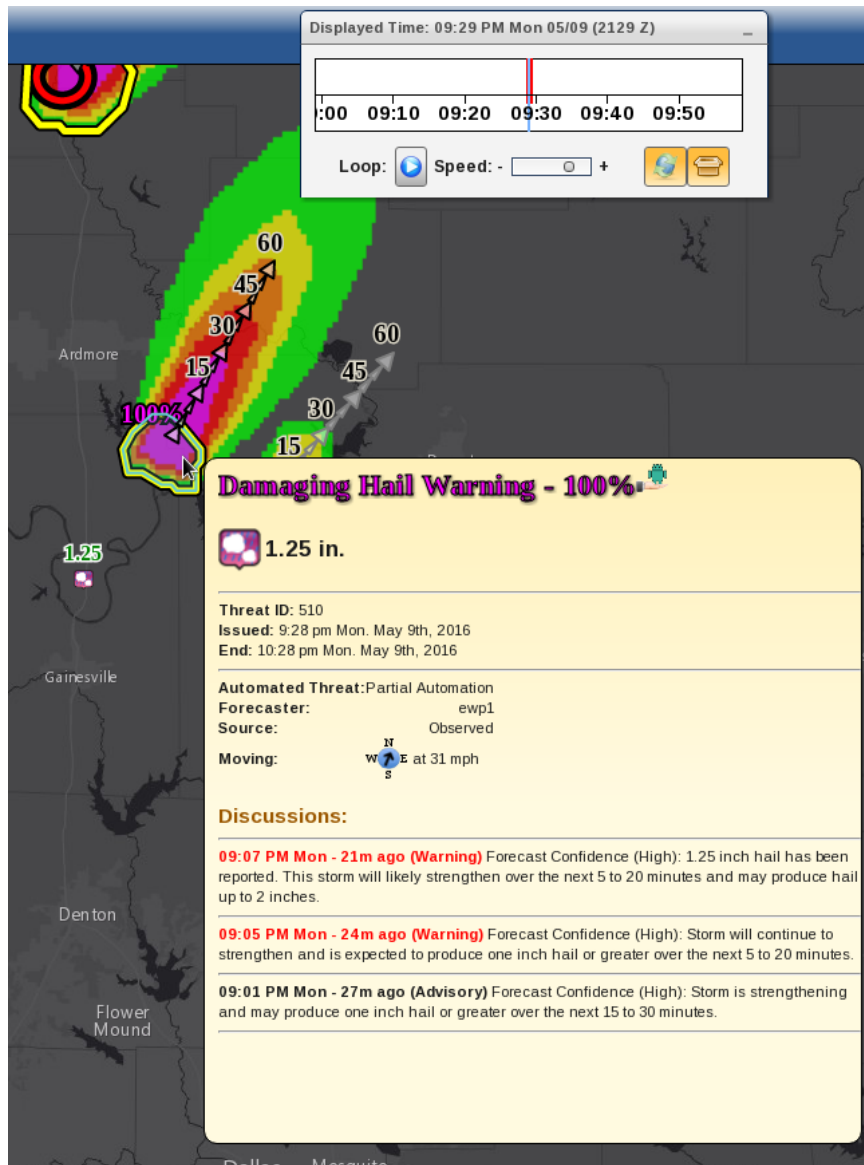 Displayed Time: 09:29 PM Mon 05/09 (2129 Z)
:00 09:10 09:20 09:30 09:40 09:50
Loop: Speed: - +
60
45
30
15
100%
60
45
30
15
Ardmore
1.25
Gainesville
Denton
Flower
Mound
Dallas Mesquite
Damaging Hail Warning - 100%
1.25 in.
Threat ID: 510
Issued: 9:28 pm Mon. May 9th, 2016
End: 10:28 pm Mon. May 9th, 2016
Automated Threat:Partial Automation
Forecaster: ewp1
Source: Observed
N
Moving: W E at 31 mph
S
Discussions:
09:07 PM Mon - 21m ago (Warning) Forecast Confidence (High): 1.25 inch hail has been
reported. This storm will likely strengthen over the next 5 to 20 minutes and may produce hail
up to 2 inches.
09:05 PM Mon - 24m ago (Warning) Forecast Confidence (High): Storm will continue to
strengthen and is expected to produce one inch hail or greater over the next 5 to 20 minutes.
09:01 PM Mon - 27m ago (Advisory) Forecast Confidence (High): Storm is strengthening
and may produce one inch hail or greater over the next 15 to 30 minutes.